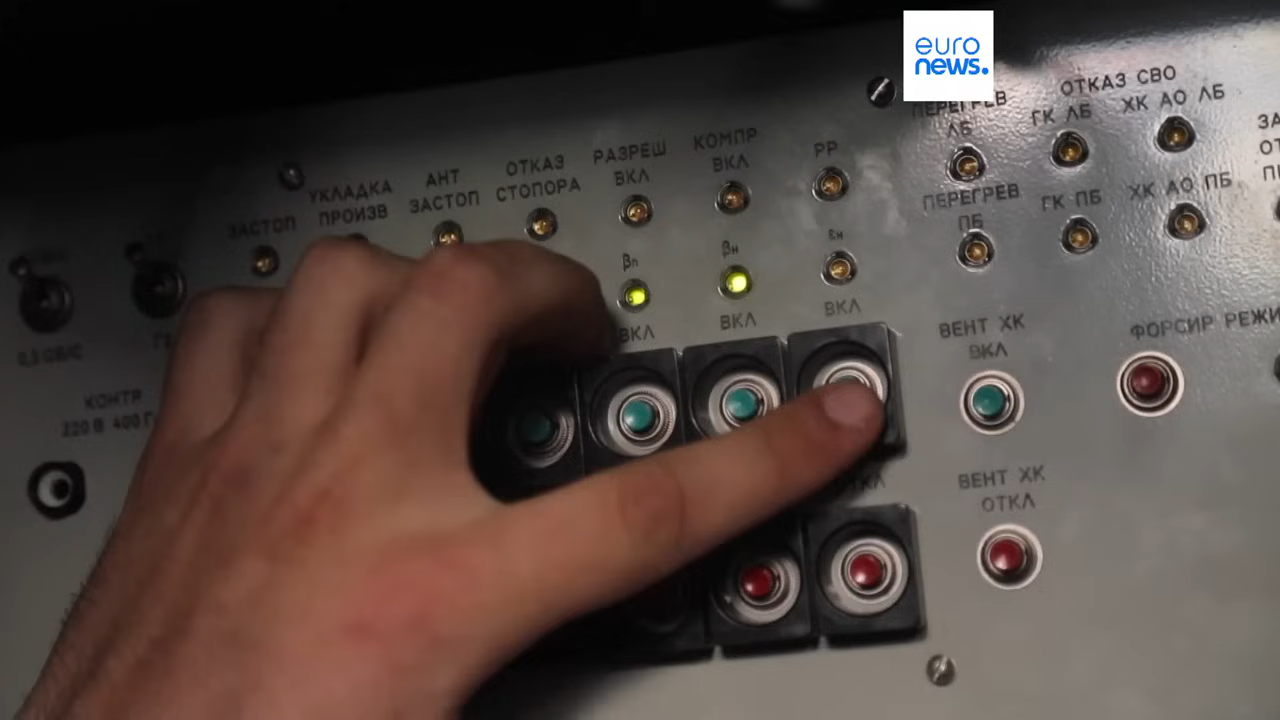 euro
news.
ОТКАЗ СВО
ПЕРЕГРЕВ
ЛБ
ГК ЛБ
ХК АО ЛБ
КОМПР
ВКЛ
РР
РАЗРЕШ
ВКЛ
ОТКАЗ
СТОПОРА
АНТ
ЗАСТОП
УКЛАДКА
ПРОИЗВ
ЗАСТОП
ПЕРЕГРЕВ
ПБ
ГК ПБ
ХК АО ПБ
βп
βн
εн
ВКЛ
ВКЛ
ВКЛ
ВЕНТ ХК
ВКЛ
ФОРСИР РЕЖИ
КОНТР
220 В 400 Г
ВЕНТ ХК
ОТКЛ